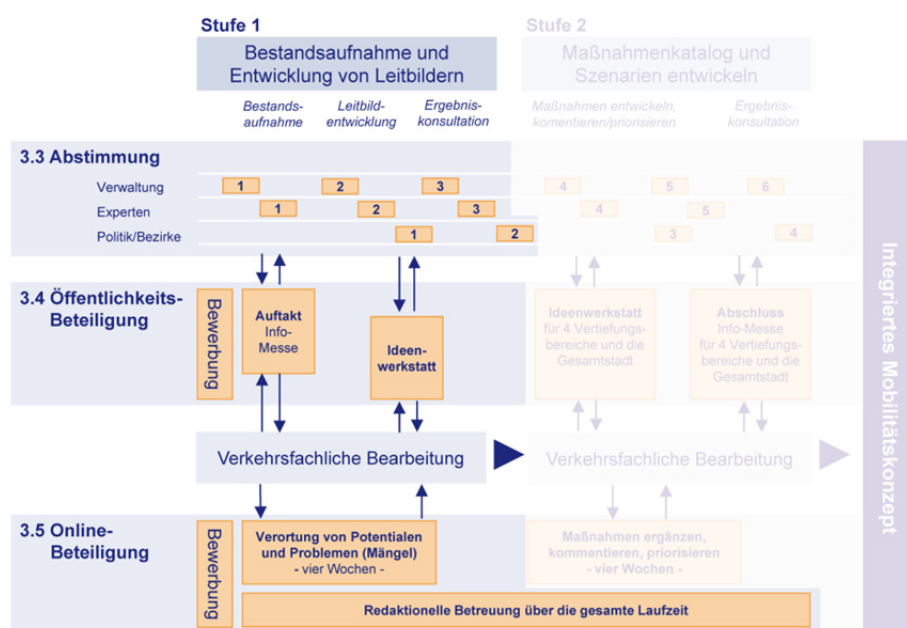 Stufe 1
Stufe 2
Bestandsaufnahme und
Entwicklung von Leitbildern
Maßnahmenkatalog und
Szenarien entwickeln
Bestands-
aufnahme
Leitbild-
entwicklung
Ergebnis-
konsultation
Maßnahmen entwickeln,
komentieren/priorisieren
Ergebnis-
konsultation
3.3 Abstimmung
Verwaltung
1
2
3
4
5
6
Experten
1
2
3
4
5
Politik/Bezirke
1
2
3
4
3.4 Öffentlichkeits-
Beteiligung
Bewerbung
Auftakt
Info-
Messe
Ideen-
werkstatt
Ideenwerkstatt
für 4 Vertiefungs-
bereiche und die
Gesamtstadt
Abschluss
Info-Messe
für 4 Vertiefungs-
bereiche und die
Gesamtstadt
Verkehrsfachliche Bearbeitung
Verkehrsfachliche Bearbeitung
3.5 Online-
Beteiligung
Bewerbung
Verortung von Potentialen
und Problemen (Mängel)
- vier Wochen -
Maßnahmen ergänzen,
kommentieren, priorisieren
- vier Wochen -
Redaktionelle Betreuung über die gesamte Laufzeit
Integriertes Mobilitätskonzept